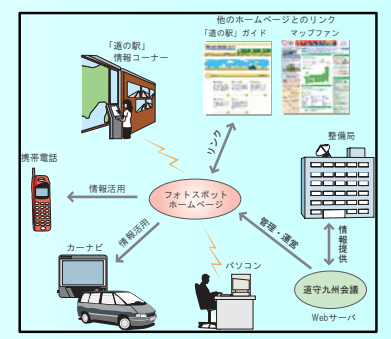 他のホームページとのリンク
「道の駅」ガイド
マップファン
「道の駅」
情報コーナー
リンク
整備局
携帯電話
情報活用
フォトスポット
ホームページ
情報活用
管理・運営
情報提供
カーナビ
パソコン
道守九州会議
Webサーバ